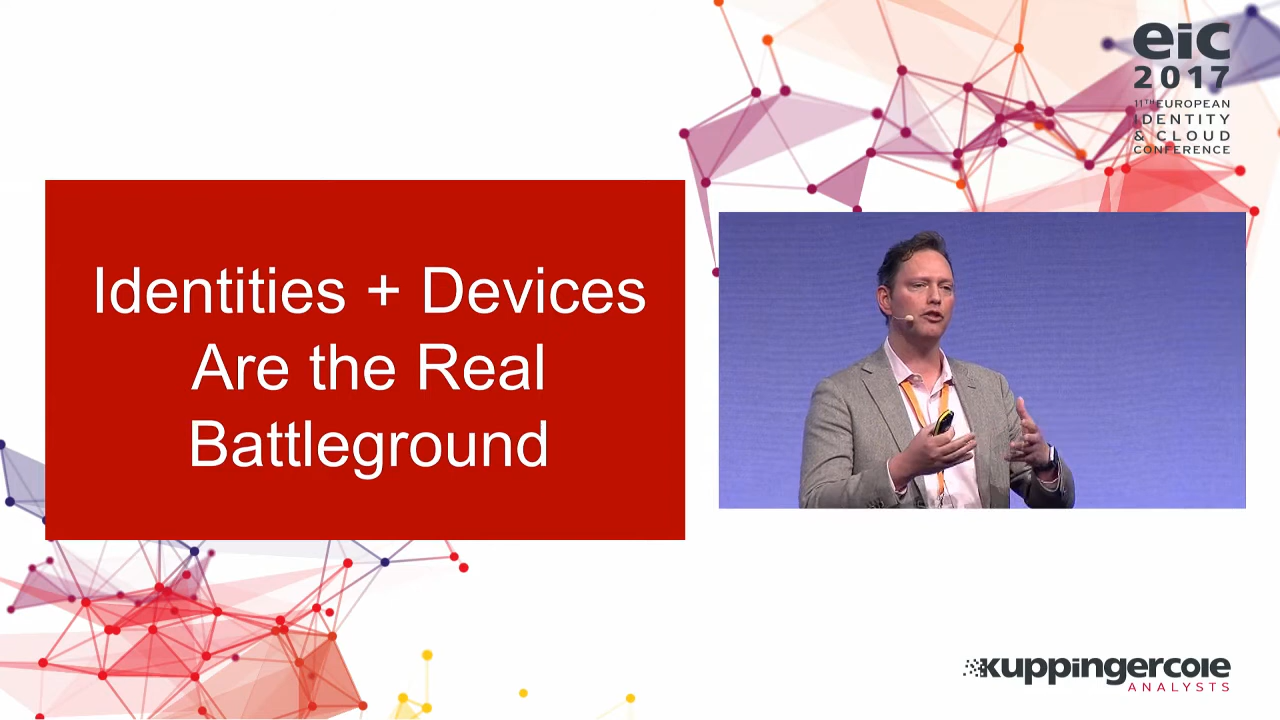 eic
2017
11TH EUROPEAN
IDENTITY
& CLOUD
CONFERENCE
Identities + Devices
Are the Real
Battleground
kuppingercole
ANALYSTS